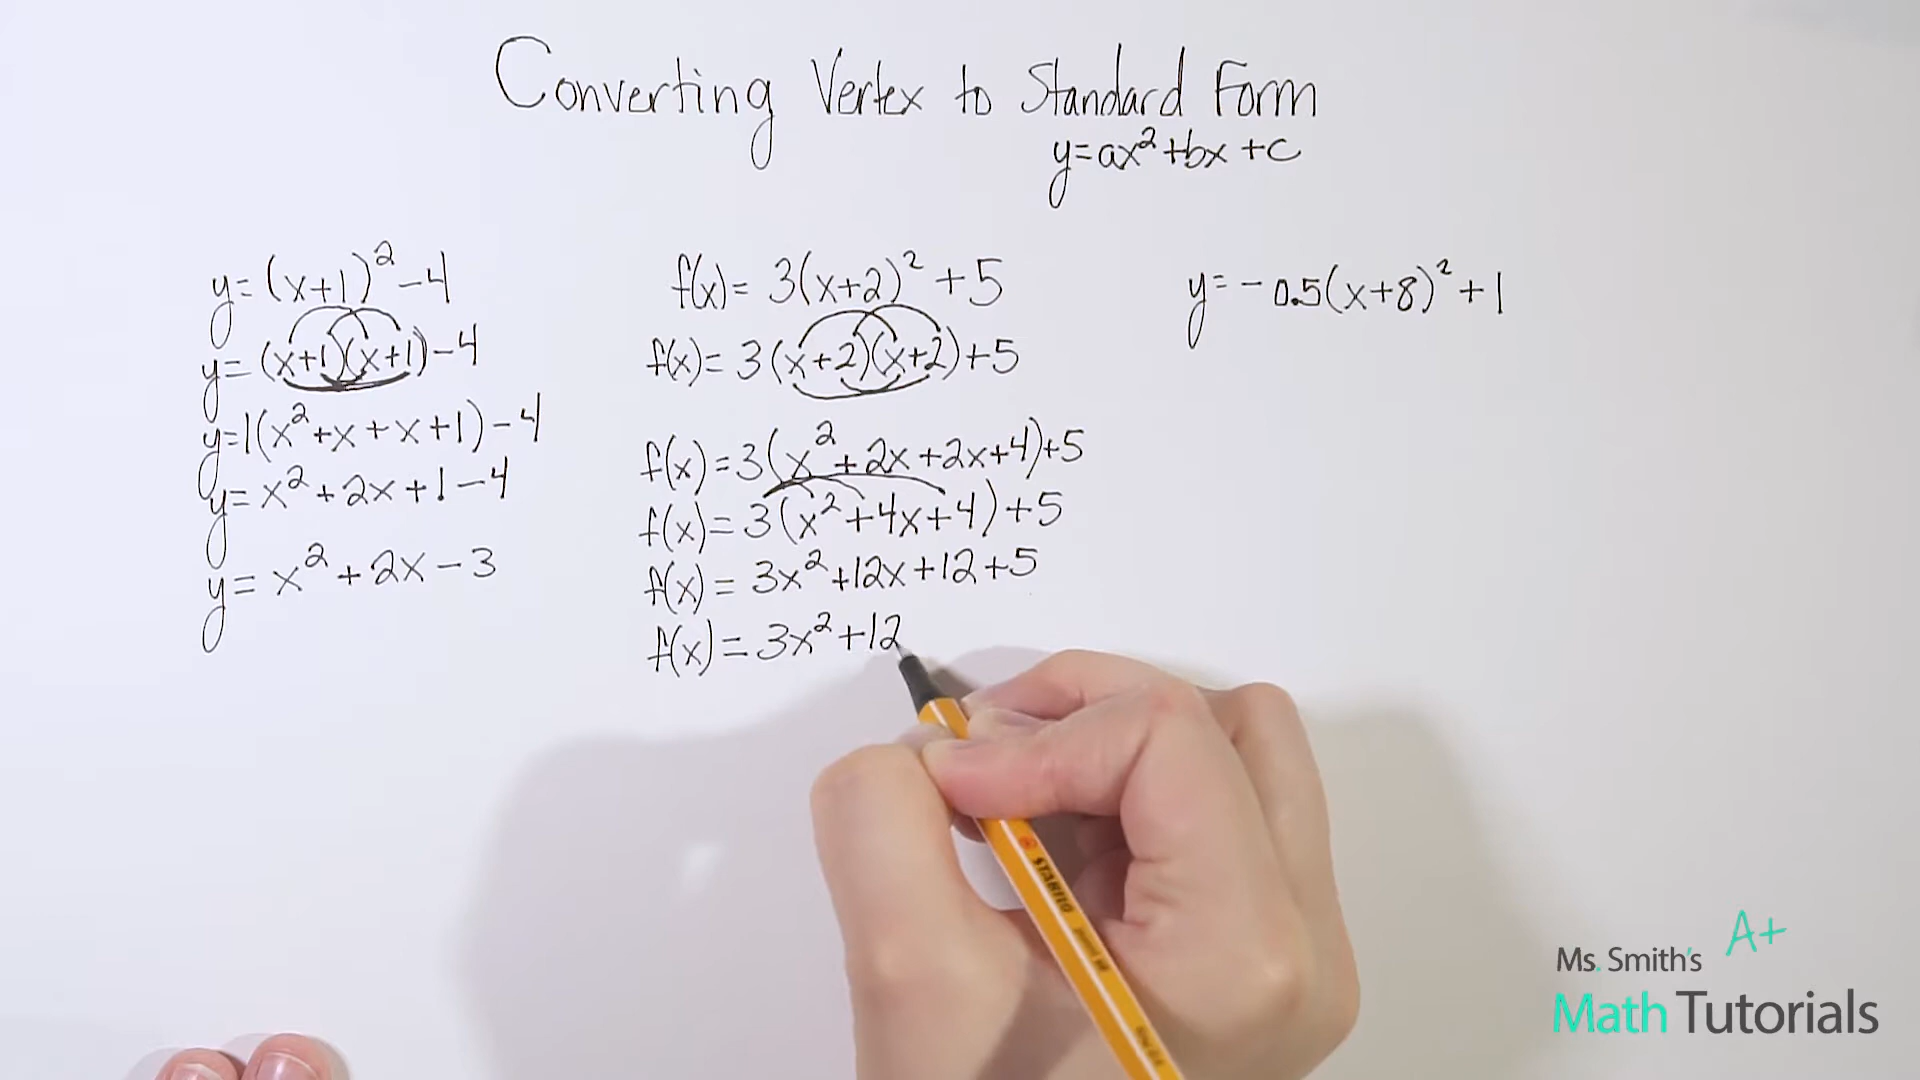 Converting Vertex to Standard Form
y=ax²+bx+c
y=(x+1)²-4
y=(x+1)(x+1)-4
y=1(x²+x+x+1)-4
y=x²+2x+1-4
y=x²+2x-3
f(x)=3(x+2)²+5
f(x)=3(x+2)(x+2)+5
f(x)=3(x²+2x+2x+4)+5
f(x)=3(x²+4x+4)+5
f(x)=3x²+12x+12+5
f(x)=3x²+12
y=-0.5(x+8)²+1
STABILO
A+
Ms. Smith's
Math Tutorials